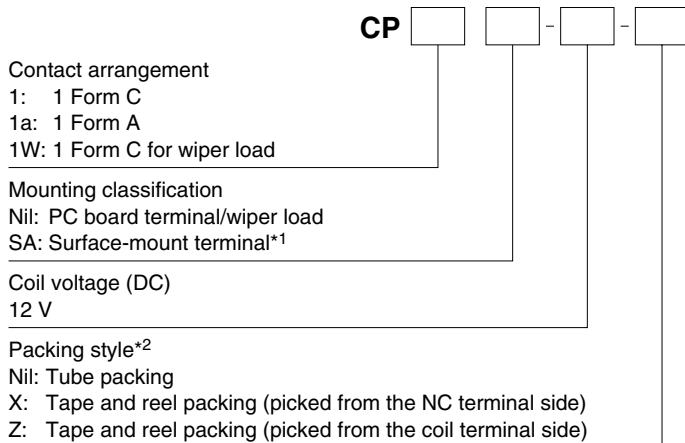 CP - -
Contact arrangement
1: 1 Form C
1a: 1 Form A
1W: 1 Form C for wiper load
Mounting classification
Nil: PC board terminal/wiper load
SA: Surface-mount terminal*1
Coil voltage (DC)
12 V
Packing style*2
Nil: Tube packing
X: Tape and reel packing (picked from the NC terminal side)
Z: Tape and reel packing (picked from the coil terminal side)